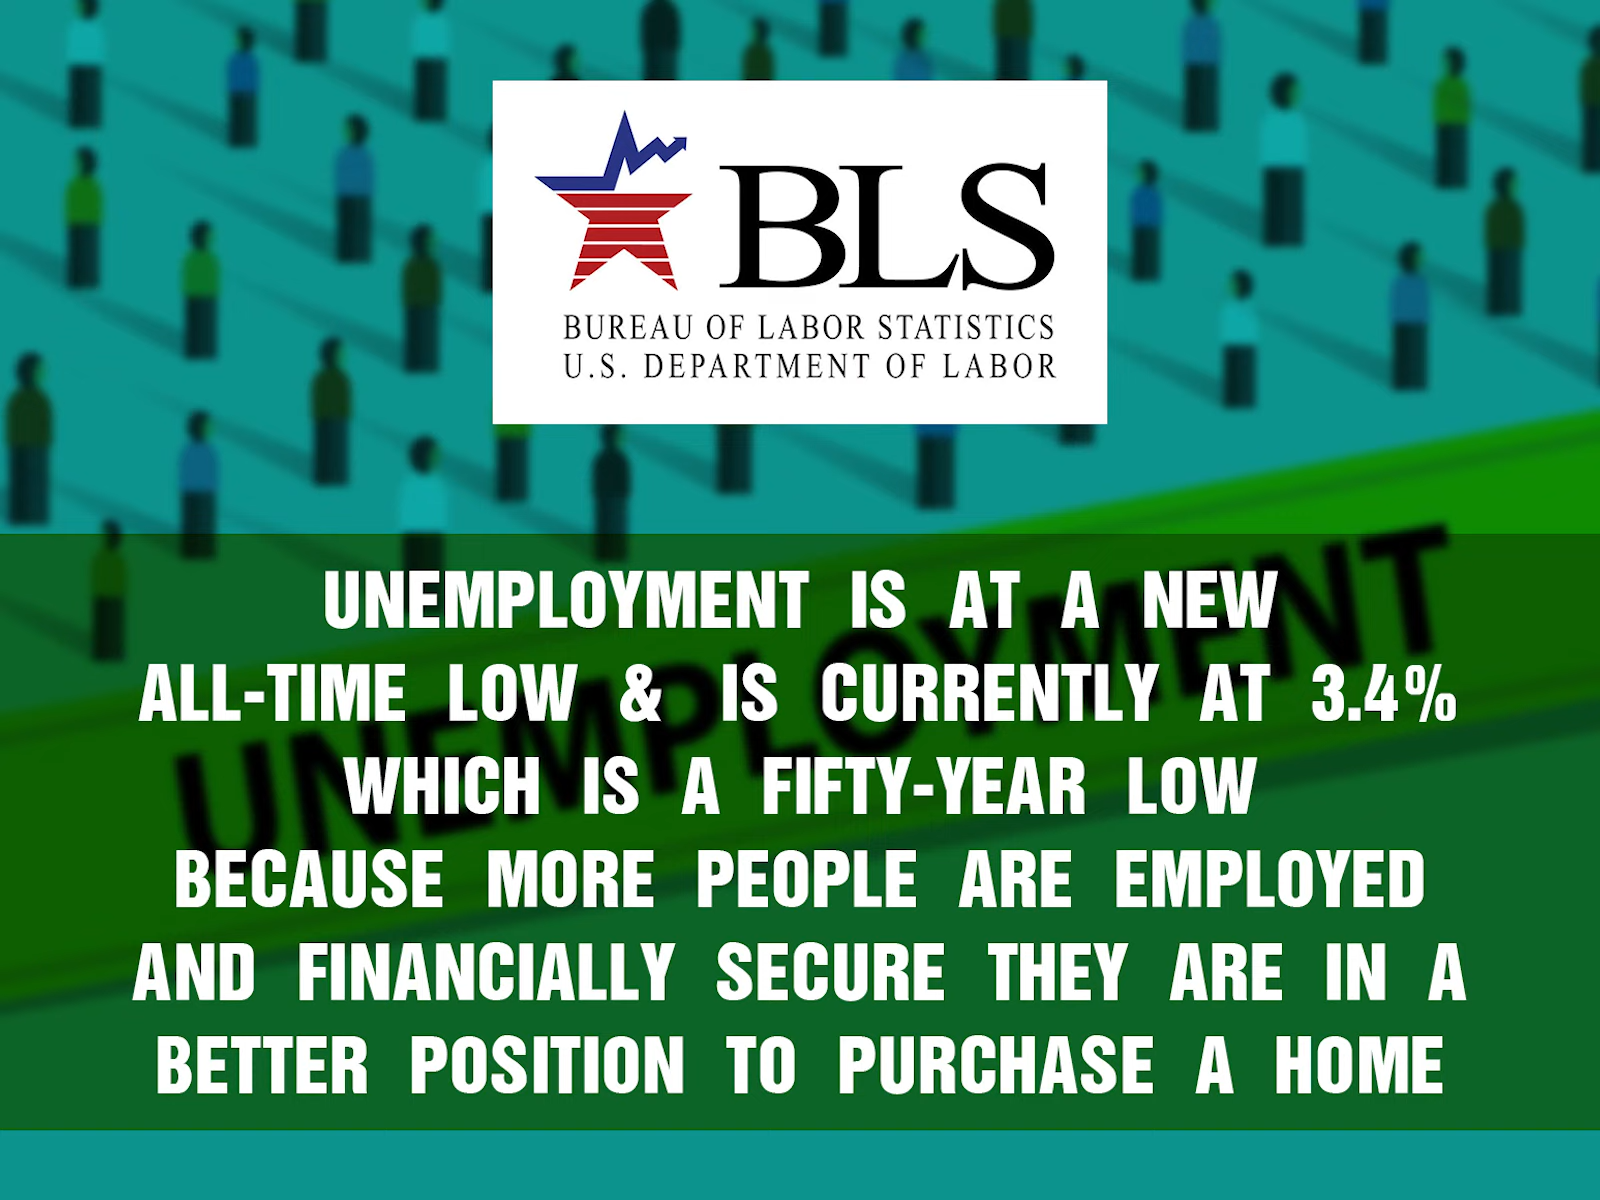 BLS
BUREAU OF LABOR STATISTICS
U.S. DEPARTMENT OF LABOR
UNEMPLOYMENT
UNEMPLOYMENT IS AT A NEW
ALL-TIME LOW & IS CURRENTLY AT 3.4%
WHICH IS A FIFTY-YEAR LOW
BECAUSE MORE PEOPLE ARE EMPLOYED
AND FINANCIALLY SECURE THEY ARE IN A
BETTER POSITION TO PURCHASE A HOME